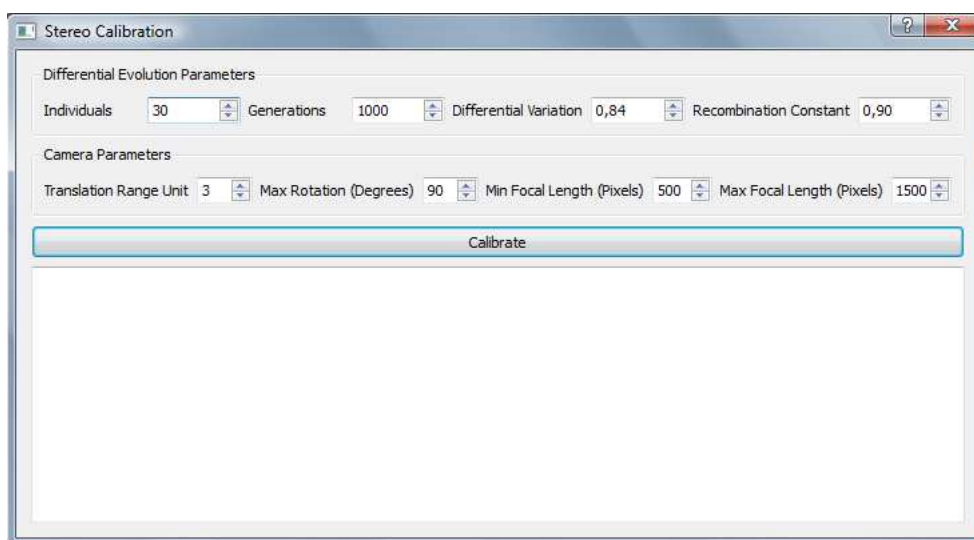 Stereo Calibration
Differential Evolution Parameters
Individuals 30 Generations 1000 Differential Variation 0,84 Recombination Constant 0,90
Camera Parameters
Translation Range Unit 3 Max Rotation (Degrees) 90 Min Focal Length (Pixels) 500 Max Focal Length (Pixels) 1500
Calibrate